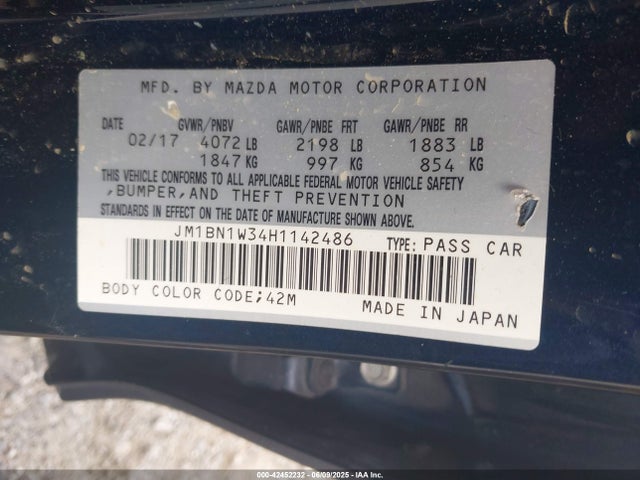 MFD. BY MAZDA MOTOR CORPORATION
DATE GVWR/PNBV GAWR/PNBE FRT GAWR/PNBE RR
02/17 4072 LB 2198 LB 1883 LB
1847 KG 997 KG 854 KG
THIS VEHICLE CONFORMS TO ALL APPLICABLE FEDERAL MOTOR VEHICLE SAFETY
,BUMPER,AND THEFT PREVENTION
STANDARDS IN EFFECT ON THE DATE OF MANUFACTURE SHOWN ABOVE.
JM1BN1W34H1142486 TYPE: PASS CAR
BODY COLOR CODE;42M MADE IN JAPAN
000-42452232 - 06/09/2025 - IAA Inc.